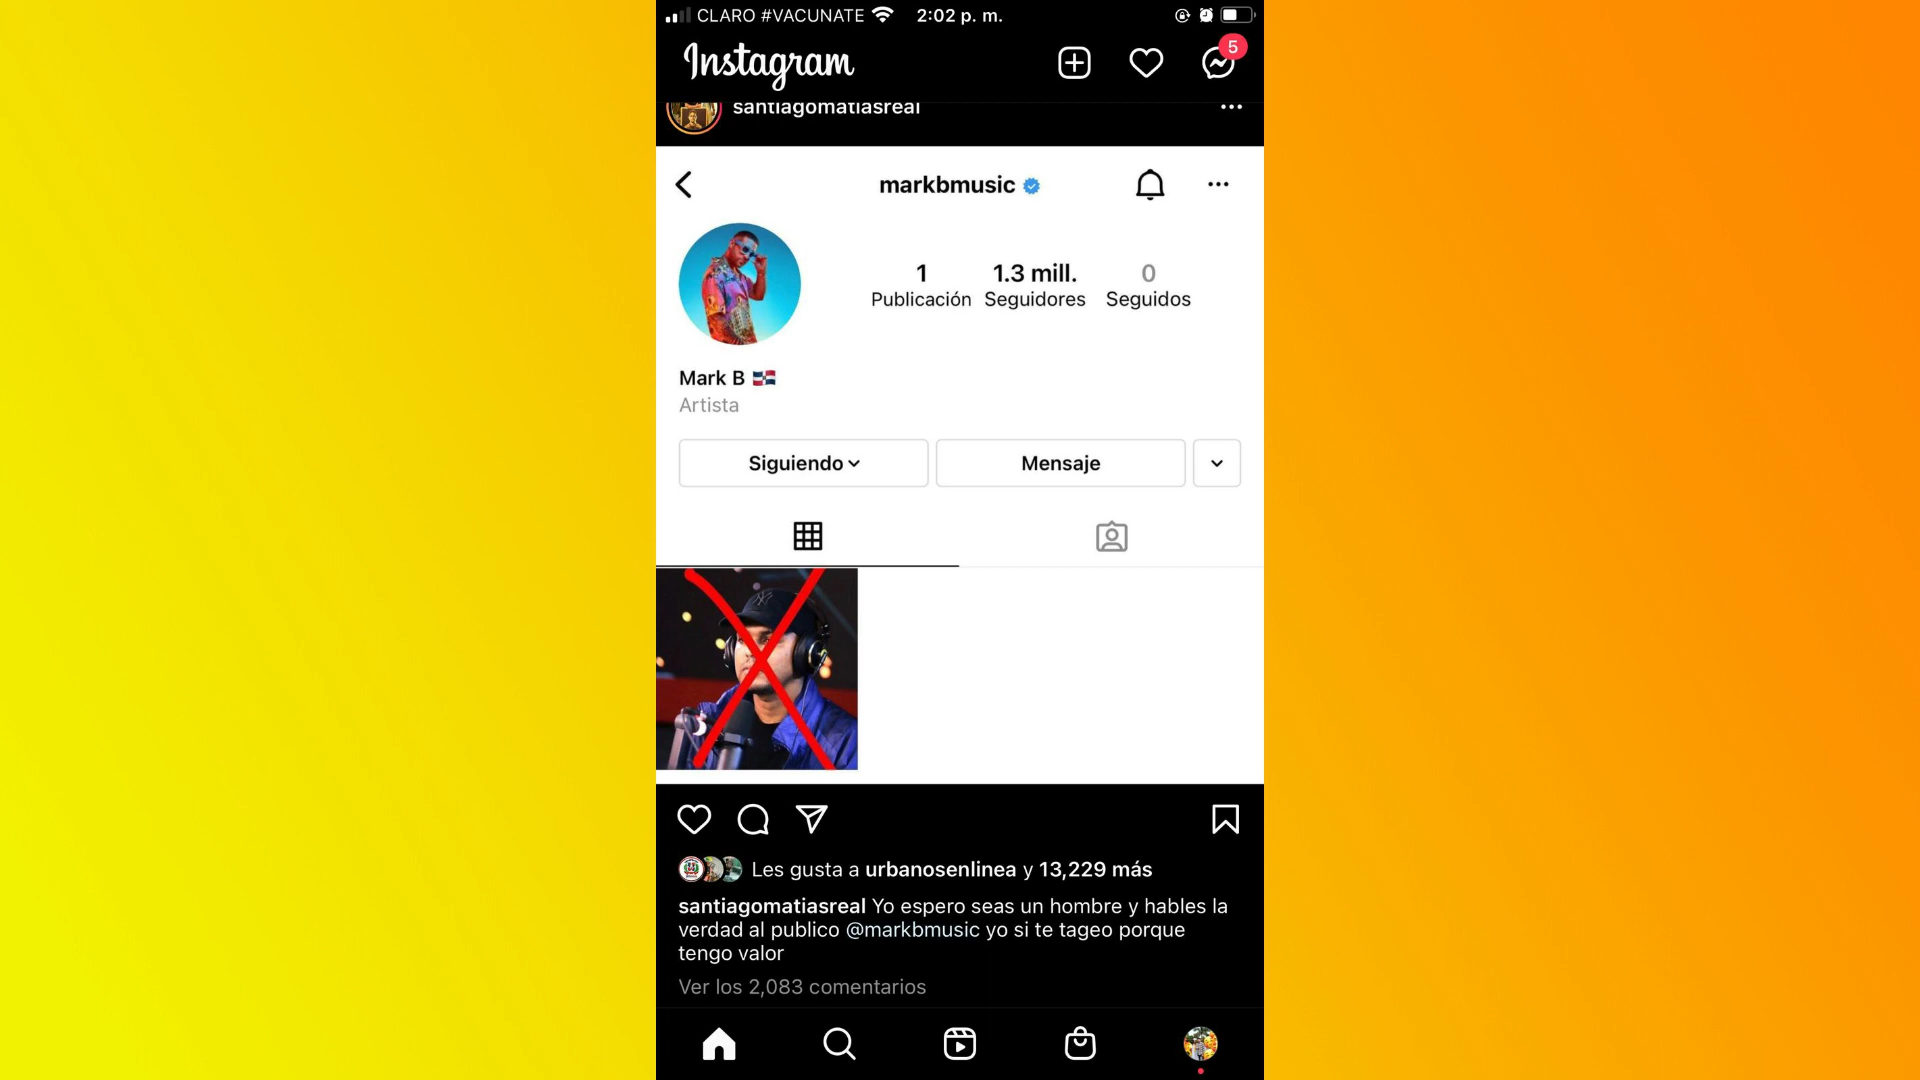 CLARO #VACUNATE 2:02 p. m.
Instagram
5
santiagomatiasreal
markbmusic
1 1.3 mill. 0
Publicación Seguidores Seguidos
Mark B
Artista
Siguiendo Mensaje
Les gusta a urbanosenlinea y 13,229 más
santiagomatiasreal Yo espero seas un hombre y hables la
verdad al publico @markbmusic yo si te tageo porque
tengo valor
Ver los 2,083 comentarios